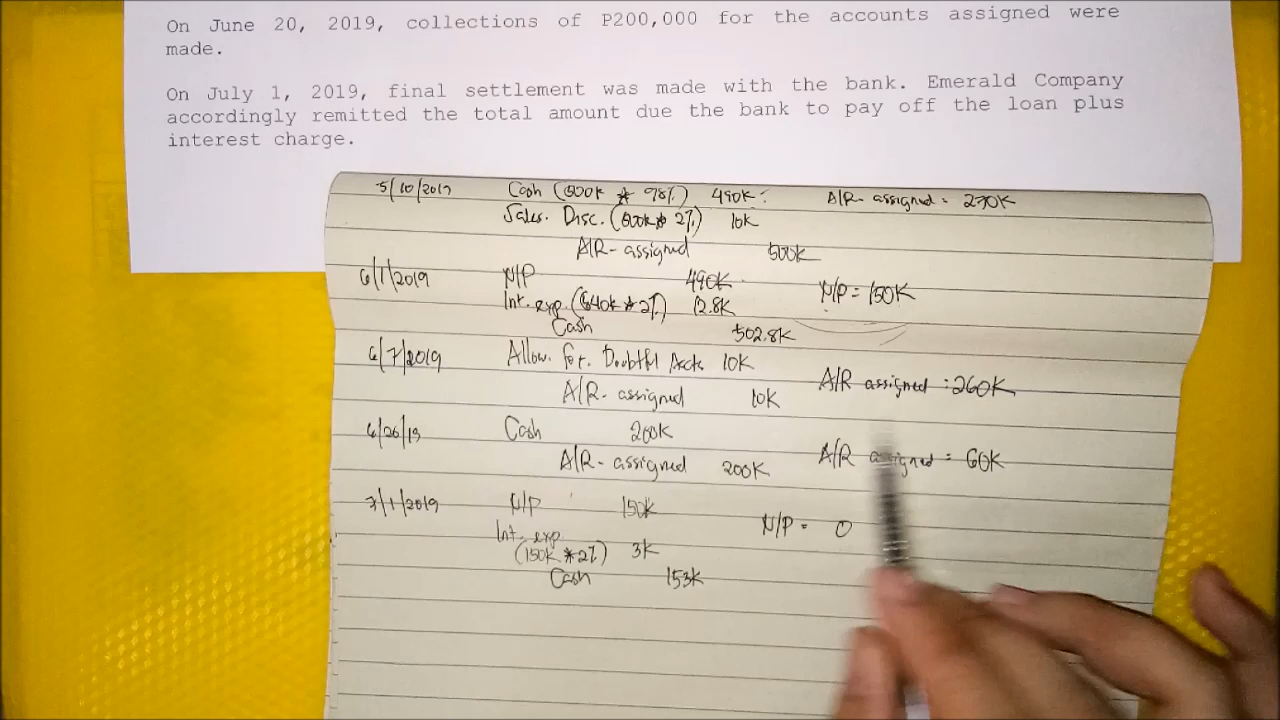 On June 20, 2019, collections of P200,000 for the accounts assigned were
made.
On July 1, 2019, final settlement was made with the bank. Emerald Company
accordingly remitted the total amount due the bank to pay off the loan plus
interest charge.
5/10/2019 Cash (500K * 98%) 490K A/R- assigned = 270K
Sales. Disc. (500K * 2%) 10K
A/R- assigned 500K
6/1/2019 N/P 490K
Int. exp. (640K * 2%) 12.8K N/P = 150K
Cash 502.8K
6/7/2019 Allow. for. Doubtful Accts 10K
A/R- assigned 10K A/R assigned = 260K
6/20/19 Cash 200K
A/R- assigned 200K A/R assigned = 60K
7/1/2019 N/P 150K
Int. exp N/P = 0
(150K * 2%) 3K
Cash 153K